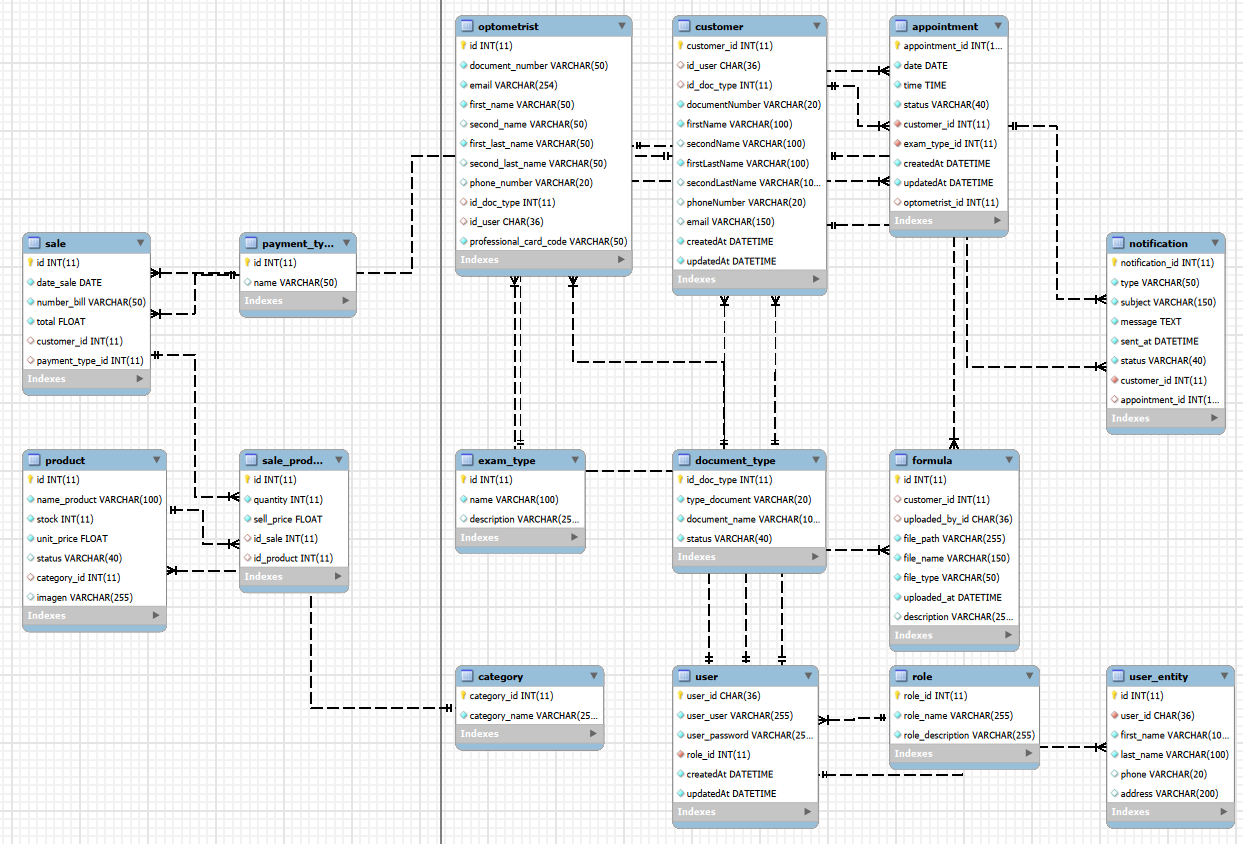 optometrist
id INT(11)
document_number VARCHAR(50)
email VARCHAR(254)
first_name VARCHAR(50)
second_name VARCHAR(50)
first_last_name VARCHAR(50)
second_last_name VARCHAR(50)
phone_number VARCHAR(20)
id_doc_type INT(11)
id_user CHAR(36)
professional_card_code VARCHAR(50)
Indexes
customer
customer_id INT(11)
id_user CHAR(36)
id_doc_type INT(11)
documentNumber VARCHAR(20)
firstName VARCHAR(100)
secondName VARCHAR(100)
firstLastName VARCHAR(100)
secondLastName VARCHAR(10...
phoneNumber VARCHAR(20)
email VARCHAR(150)
createdAt DATETIME
updatedAt DATETIME
Indexes
appointment
appointment_id INT(1...
date DATE
time TIME
status VARCHAR(40)
customer_id INT(11)
exam_type_id INT(11)
createdAt DATETIME
updatedAt DATETIME
optometrist_id INT(11)
Indexes
sale
id INT(11)
date_sale DATE
number_bill VARCHAR(50)
total FLOAT
customer_id INT(11)
payment_type_id INT(11)
Indexes
payment_ty...
id INT(11)
name VARCHAR(50)
Indexes
notification
notification_id INT(11)
type VARCHAR(50)
subject VARCHAR(150)
message TEXT
sent_at DATETIME
status VARCHAR(40)
customer_id INT(11)
appointment_id INT(1...
Indexes
product
id INT(11)
name_product VARCHAR(100)
stock INT(11)
unit_price FLOAT
status VARCHAR(40)
category_id INT(11)
imagen VARCHAR(255)
Indexes
sale_prod...
id INT(11)
quantity INT(11)
sell_price FLOAT
id_sale INT(11)
id_product INT(11)
Indexes
exam_type
id INT(11)
name VARCHAR(100)
description VARCHAR(25...
Indexes
document_type
id_doc_type INT(11)
type_document VARCHAR(20)
document_name VARCHAR(10...
status VARCHAR(40)
Indexes
formula
id INT(11)
customer_id INT(11)
uploaded_by_id CHAR(36)
file_path VARCHAR(255)
file_name VARCHAR(150)
file_type VARCHAR(50)
uploaded_at DATETIME
description VARCHAR(25...
Indexes
category
category_id INT(11)
category_name VARCHAR(25...
Indexes
user
user_id CHAR(36)
user_user VARCHAR(255)
user_password VARCHAR(25...
role_id INT(11)
createdAt DATETIME
updatedAt DATETIME
Indexes
role
role_id INT(11)
role_name VARCHAR(255)
role_description VARCHAR(255)
Indexes
user_entity
id INT(11)
user_id CHAR(36)
first_name VARCHAR(10...
last_name VARCHAR(100)
phone VARCHAR(20)
address VARCHAR(200)
Indexes